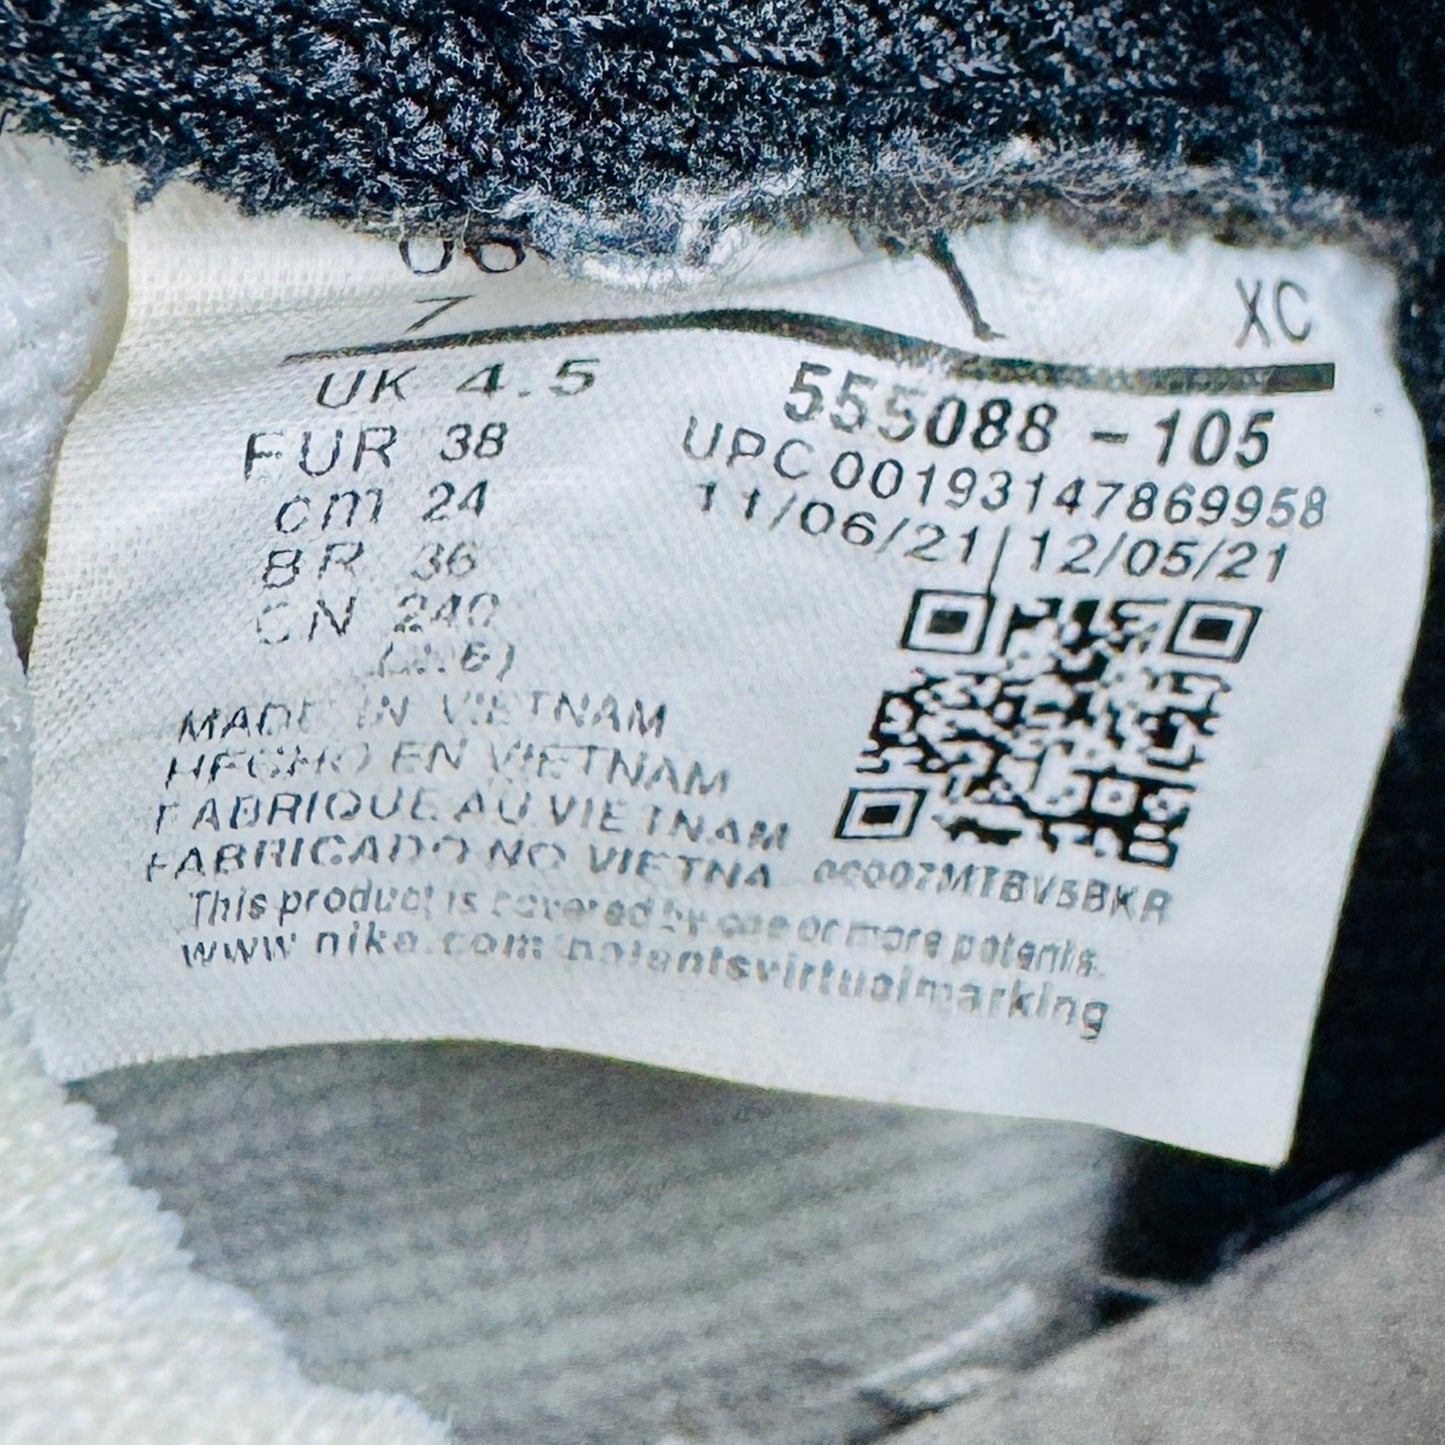 7
XC
UK 4.5
EUR 38
cm 24
BR 36
CN 240
555088-105
UPC 00193147869958
11/06/21|12/05/21
MADE IN VIETNAM
HECHO EN VIETNAM
FABRIQUE AU VIETNAM
FABRICADO NO VIETNA
This product is covered by one or more patents.
www.nike.com/patentsvirtualmarking